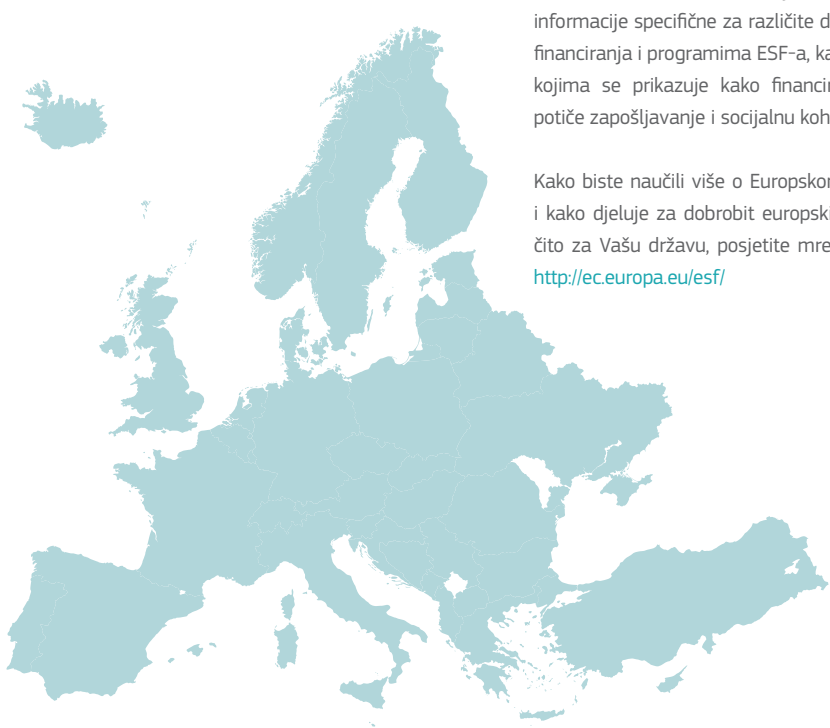 informacije specifične za različite d
financiranja i programima ESF-a, ka
kojima se prikazuje kako financir
potiče zapošljavanje i socijalnu koh
Kako biste naučili više o Europskor
i kako djeluje za dobrobit europski
čito za Vašu državu, posjetite mre
http://ec.europa.eu/esf/